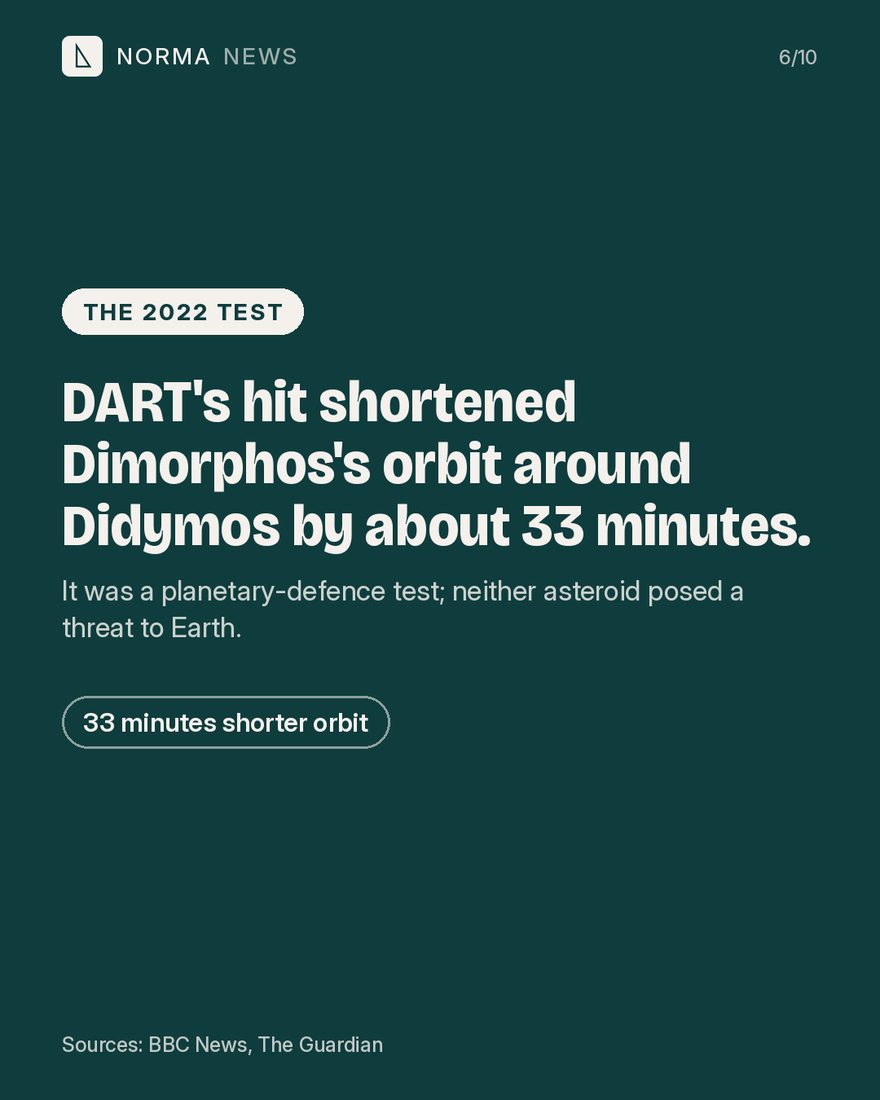 NORMA NEWS
6/10
THE 2022 TEST
DART's hit shortened
Dimorphos's orbit around
Didymos by about 33 minutes.
It was a planetary-defence test; neither asteroid posed a
threat to Earth.
33 minutes shorter orbit
Sources: BBC News, The Guardian